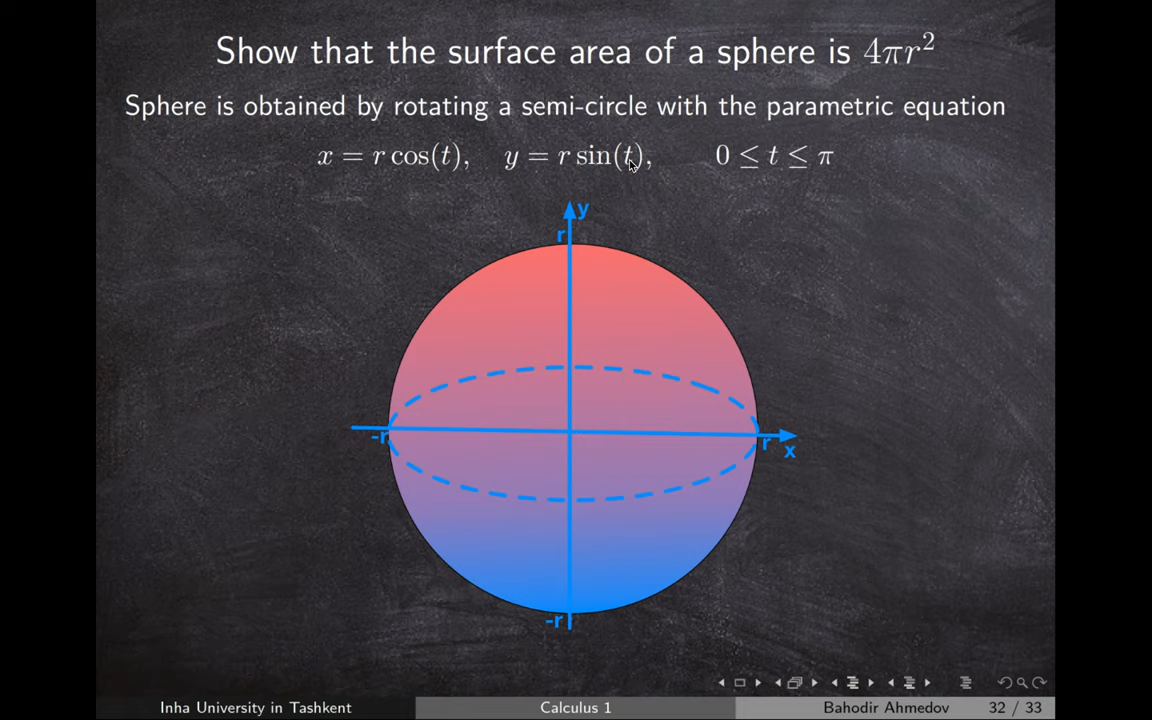 Show that the surface area of a sphere is 4πr²
Sphere is obtained by rotating a semi-circle with the parametric equation
x = r cos(t), y = r sin(t), 0 ≤ t ≤ π
y
r
-r
r
x
-r
Inha University in Tashkent Calculus 1 Bahodir Ahmedov 32 / 33